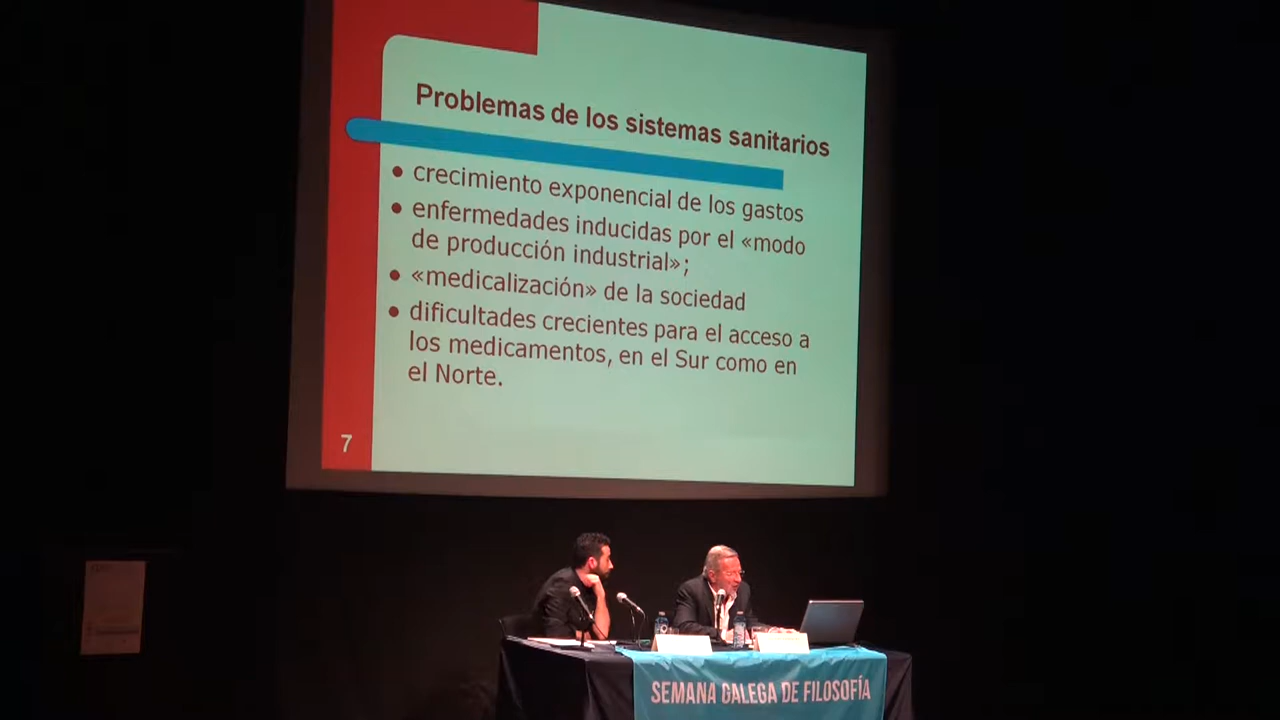 Problemas de los sistemas sanitarios
• crecimiento exponencial de los gastos
• enfermedades inducidas por el «modo
de producción industrial»;
• «medicalización» de la sociedad
• dificultades crecientes para el acceso a
los medicamentos, en el Sur como en
el Norte.
7
SEMANA GALEGA DE FILOSOFÍA